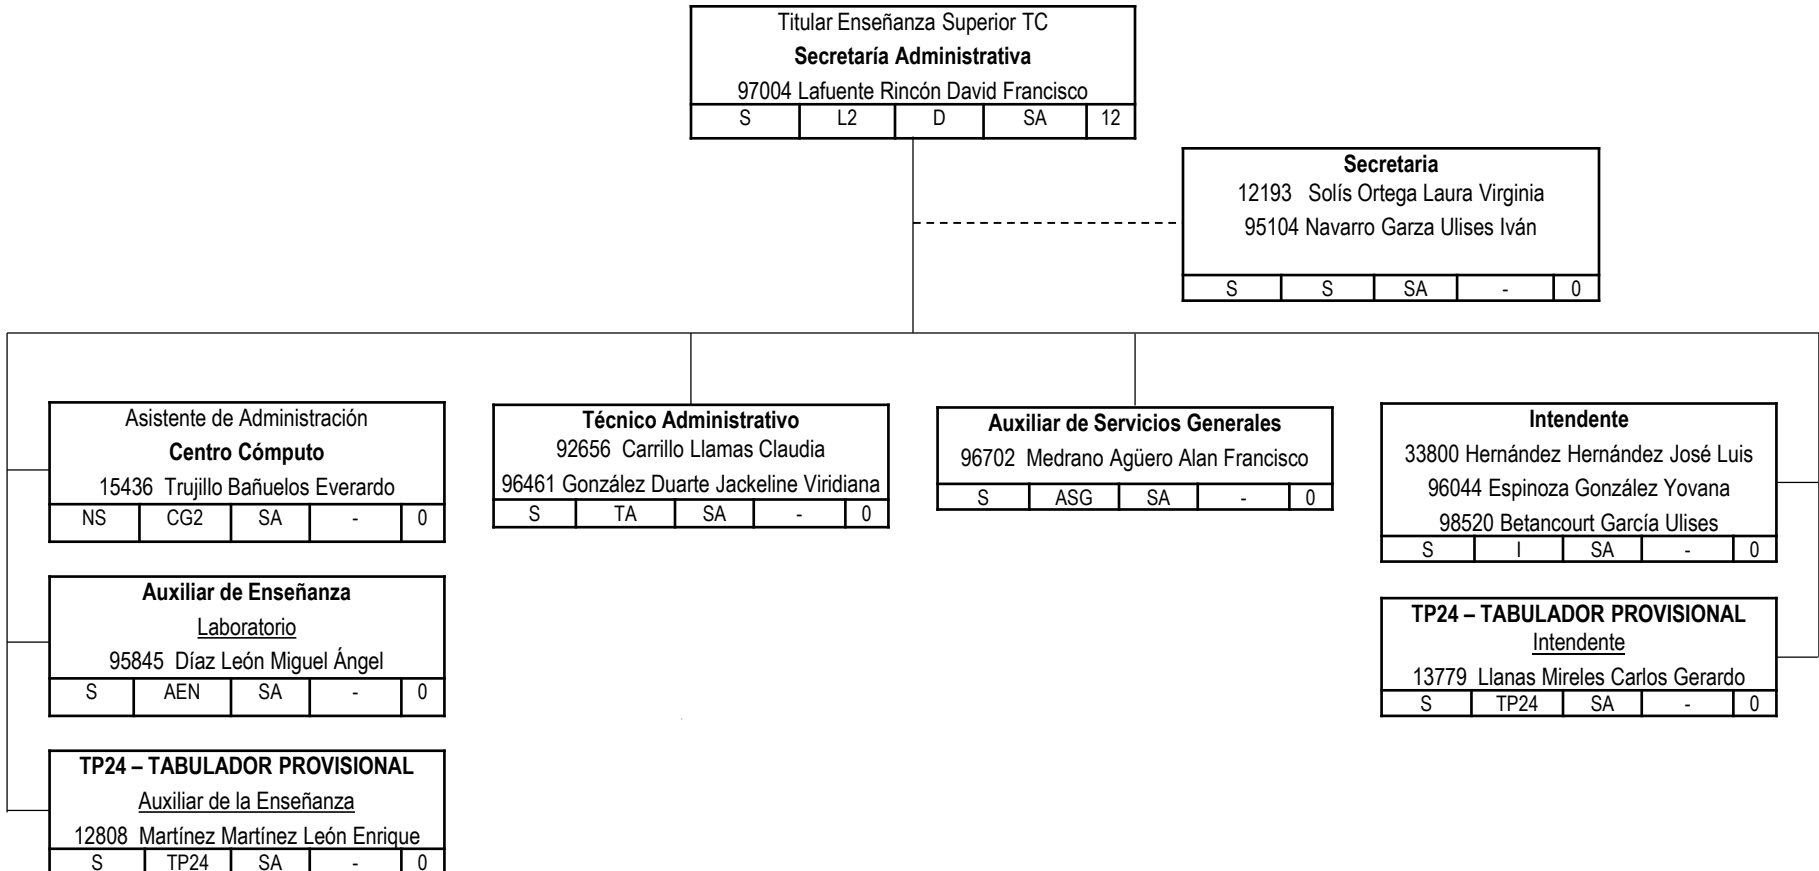 Titular Enseñanza Superior TC
Secretaría Administrativa
97004 Lafuente Rincón David Francisco
S L2 D SA 12
Secretaria
12193 Solís Ortega Laura Virginia
95104 Navarro Garza Ulises Iván
S S SA - 0
Asistente de Administración
Centro Cómputo
15436 Trujillo Bañuelos Everardo
NS CG2 SA - 0
Auxiliar de Enseñanza
Laboratorio
95845 Díaz León Miguel Ángel
S AEN SA - 0
TP24 – TABULADOR PROVISIONAL
Auxiliar de la Enseñanza
12808 Martínez Martínez León Enrique
S TP24 SA - 0
Técnico Administrativo
92656 Carrillo Llamas Claudia
96461 González Duarte Jackeline Viridiana
S TA SA - 0
Auxiliar de Servicios Generales
96702 Medrano Agüero Alan Francisco
S ASG SA - 0
Intendente
33800 Hernández Hernández José Luis
96044 Espinoza González Yovana
98520 Betancourt García Ulises
S I SA - 0
TP24 – TABULADOR PROVISIONAL
Intendente
13779 Llanas Mireles Carlos Gerardo
S TP24 SA - 0